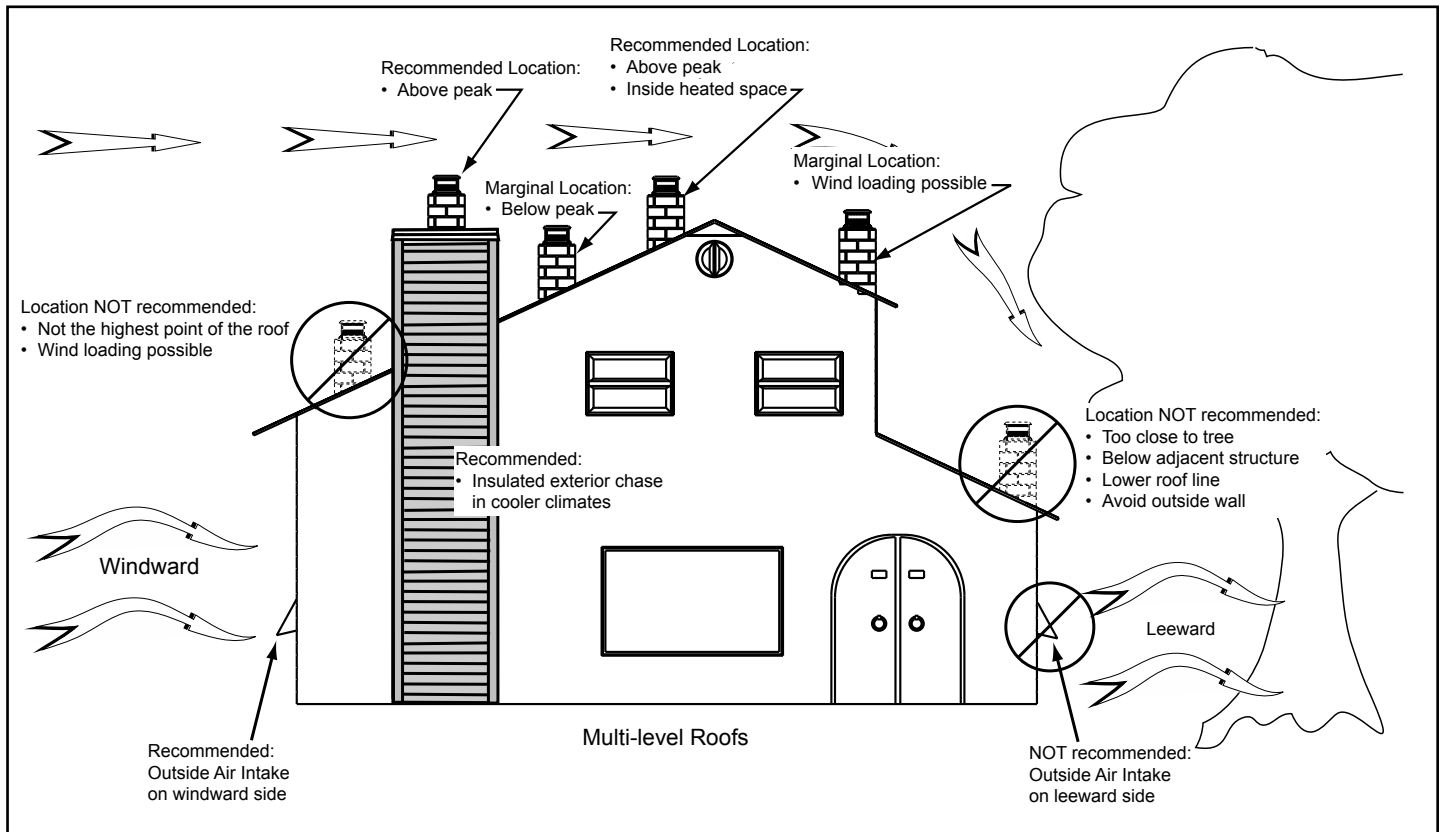 Recommended Location:
• Above peak
Recommended Location:
• Above peak
• Inside heated space
Marginal Location:
• Below peak
Marginal Location:
• Wind loading possible
Location NOT recommended:
• Not the highest point of the roof
• Wind loading possible
Location NOT recommended:
• Too close to tree
• Below adjacent structure
• Lower roof line
• Avoid outside wall
Recommended:
• Insulated exterior chase
in cooler climates
Windward
Leeward
Recommended:
Outside Air Intake
on windward side
Multi-level Roofs
NOT recommended:
Outside Air Intake
on leeward side